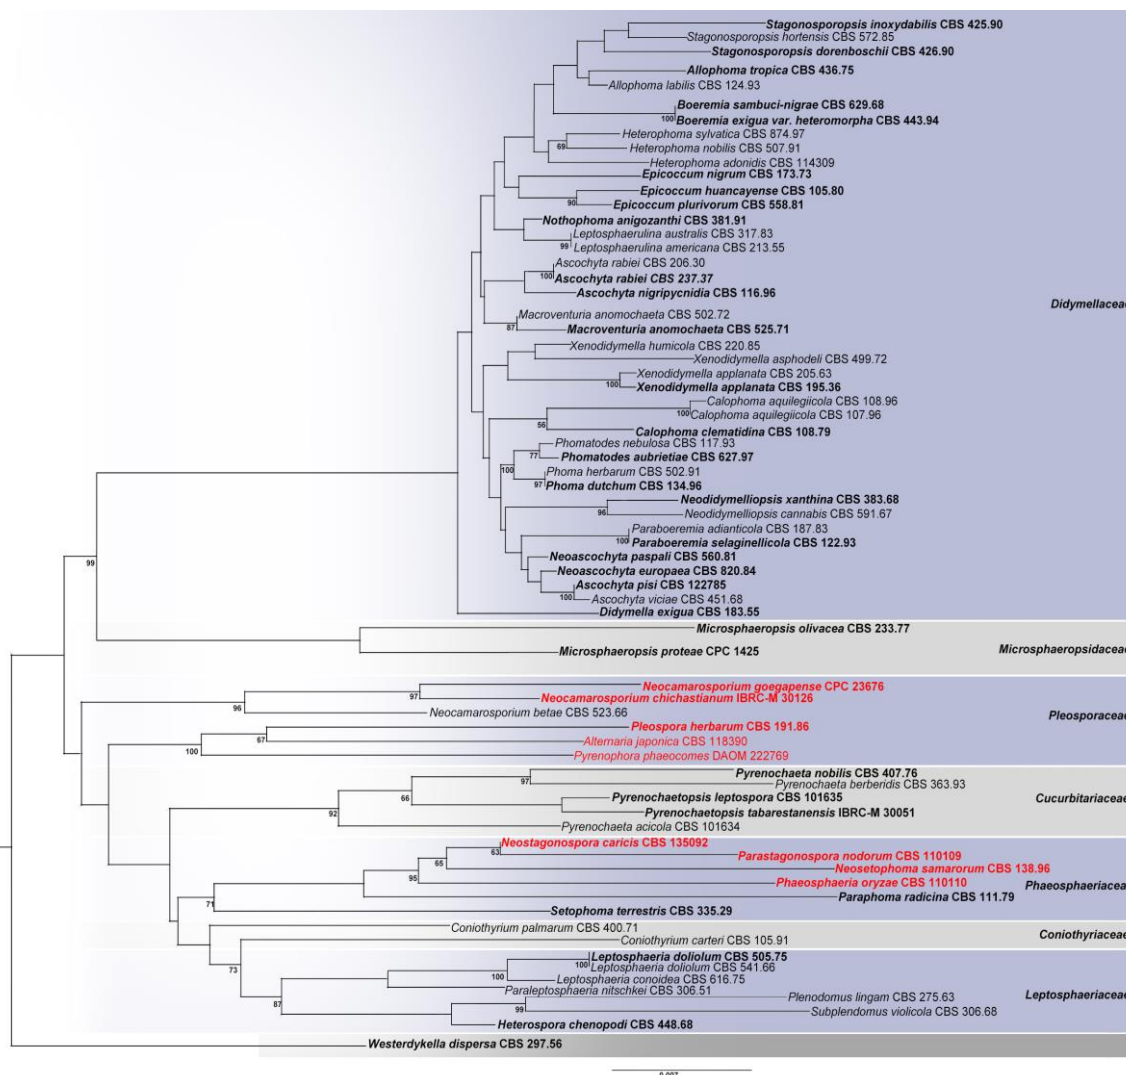 Stagonosporopsis inoxydabilis CBS 425.90
Stagonosporopsis hortensis CBS 572.85
Stagonosporopsis dorenboschii CBS 426.90
Allophoma tropica CBS 436.75
Allophoma labilis CBS 124.93
Boeremia sambuci-nigrae CBS 629.68
100 Boeremia exigua var. heteromorpha CBS 443.94
Heterophoma sylvatica CBS 874.97
69 Heterophoma nobilis CBS 507.91
Heterophoma adonidis CBS 114309
Epicoccum nigrum CBS 173.73
Epicoccum huancayense CBS 105.80
90 Epicoccum plurivorum CBS 558.81
Nothophoma anigozanthi CBS 381.91
Leptosphaerulina australis CBS 317.83
99 Leptosphaerulina americana CBS 213.55
Ascochyta rabiei CBS 206.30
100 Ascochyta rabiei CBS 237.37
Ascochyta nigripycnidia CBS 116.96
Didymellaceae
Macroventuria anomochaeta CBS 502.72
87 Macroventuria anomochaeta CBS 525.71
Xenodidymella humicola CBS 220.85
Xenodidymella asphodeli CBS 499.72
Xenodidymella applanata CBS 205.63
100 Xenodidymella applanata CBS 195.36
Calophoma aquilegiicola CBS 108.96
100 Calophoma aquilegiicola CBS 107.96
56 Calophoma clematidina CBS 108.79
Phomatodes nebulosa CBS 117.93
77 Phomatodes aubrietiae CBS 627.97
100 Phoma herbarum CBS 502.91
97 Phoma dutchum CBS 134.96
Neodidymelliopsis xanthina CBS 383.68
96 Neodidymelliopsis cannabis CBS 591.67
Paraboeremia adianticola CBS 187.83
100 Paraboeremia selaginellicola CBS 122.93
Neoascochyta paspali CBS 560.81
99
Neoascochyta europaea CBS 820.84
Ascochyta pisi CBS 122785
100 Ascochyta viciae CBS 451.68
Didymella exigua CBS 183.55
Microsphaeropsis olivacea CBS 233.77
Microsphaeropsis proteae CPC 1425
Microsphaeropsidaceae
Neocamarosporium goegapense CPC 23676
97 Neocamarosporium chichastianum IBRC-M 30126
96 Neocamarosporium betae CBS 523.66
Pleosporaceae
Pleospora herbarum CBS 191.86
67 Alternaria japonica CBS 118390
100 Pyrenophora phaeocomes DAOM 222769
Pyrenochaeta nobilis CBS 407.76
97 Pyrenochaeta berberidis CBS 363.93
66 Pyrenochaetopsis leptospora CBS 101635
Cucurbitariaceae
92 Pyrenochaetopsis tabarestanensis IBRC-M 30051
Pyrenochaeta acicola CBS 101634
Neostagonospora caricis CBS 135092
63 Parastagonospora nodorum CBS 110109
65 Neosetophoma samarorum CBS 138.96
95 Phaeosphaeria oryzae CBS 110110
Phaeosphaeriaceae
Paraphoma radicina CBS 111.79
71 Setophoma terrestris CBS 335.29
Coniothyrium palmarum CBS 400.71
Coniothyriaceae
Coniothyrium carteri CBS 105.91
73
Leptosphaeria doliolum CBS 505.75
100 Leptosphaeria doliolum CBS 541.66
100 Leptosphaeria conoidea CBS 616.75
Paraleptosphaeria nitschkei CBS 306.51
Leptosphaeriaceae
87
Plenodomus lingam CBS 275.63
99 Subplendomus violicola CBS 306.68
Heterospora chenopodi CBS 448.68
Westerdykella dispersa CBS 297.56